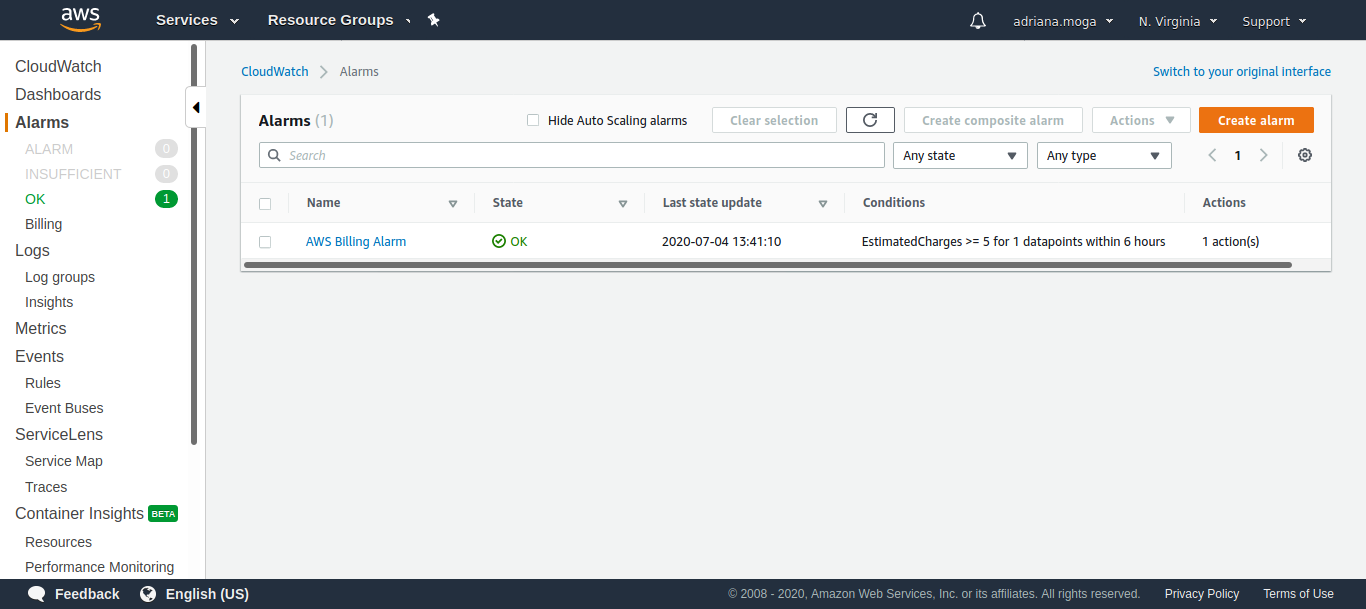 aws Services Resource Groups adriana.moga N. Virginia Support
CloudWatch
Dashboards
Alarms
ALARM 0
INSUFFICIENT 0
OK 1
Billing
Logs
Log groups
Insights
Metrics
Events
Rules
Event Buses
ServiceLens
Service Map
Traces
Container Insights BETA
Resources
Performance Monitoring
CloudWatch Alarms Switch to your original interface
Alarms (1) Hide Auto Scaling alarms Clear selection Create composite alarm Actions Create alarm
Search Any state Any type 1
Name State Last state update Conditions Actions
AWS Billing Alarm OK 2020-07-04 13:41:10 EstimatedCharges >= 5 for 1 datapoints within 6 hours 1 action(s)
Feedback English (US) © 2008 - 2020, Amazon Web Services, Inc. or its affiliates. All rights reserved. Privacy Policy Terms of Use